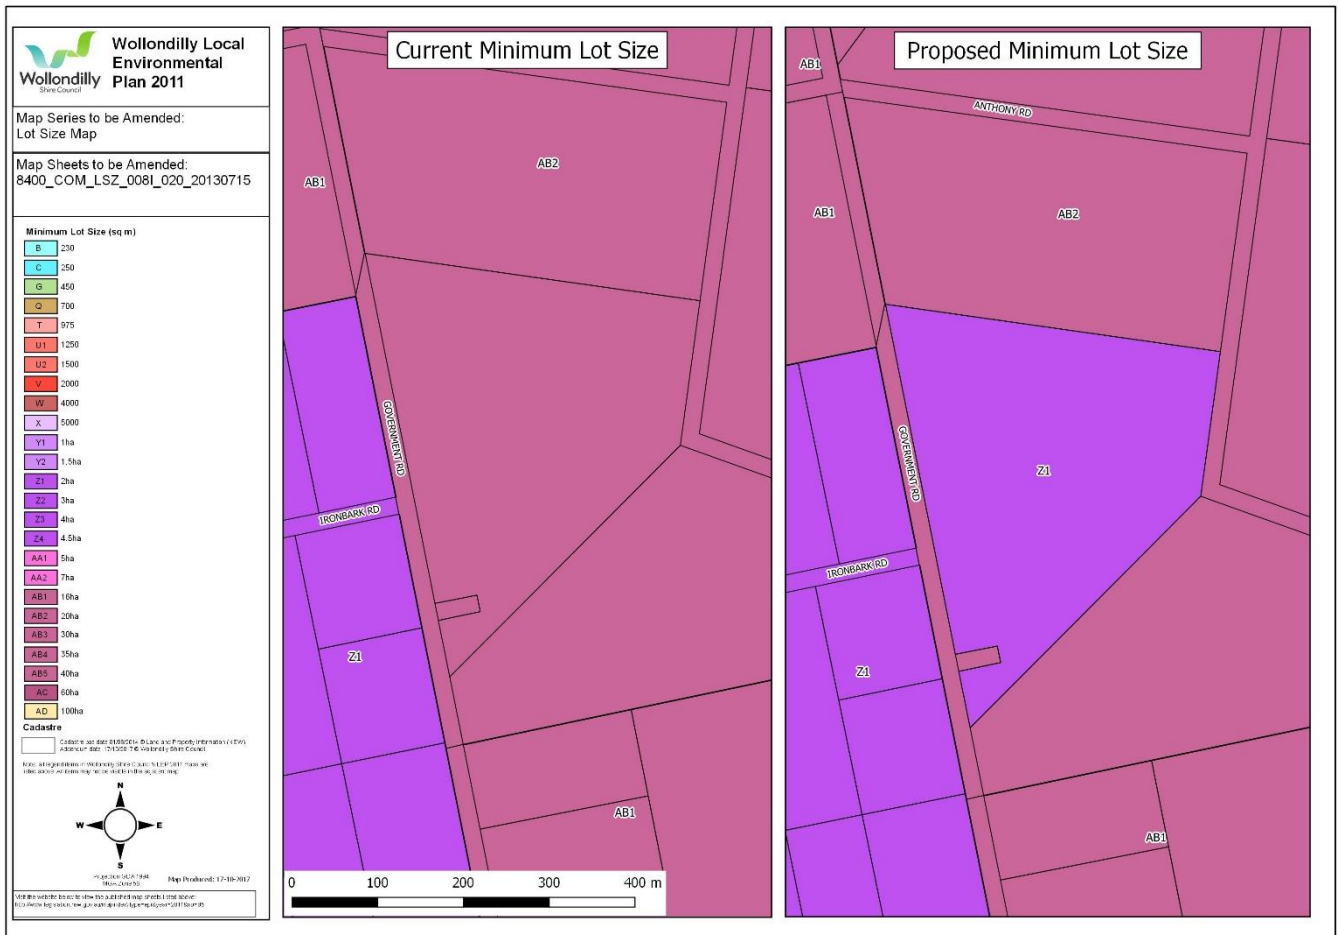 Wollondilly
Shire Council
Wollondilly Local
Environmental
Plan 2011
Map Series to be Amended:
Lot Size Map
Map Sheets to be Amended:
8400_COM_LSZ_008I_020_20130715
Minimum Lot Size (sq m)
B 230
C 250
G 450
Q 700
T 975
U1 1250
U2 1500
V 2000
W 4000
X 5000
Y1 1ha
Y2 1.5ha
Z1 2ha
Z2 3ha
Z3 4ha
Z4 4.5ha
AA1 5ha
AA2 7ha
AB1 16ha
AB2 20ha
AB3 30ha
AB4 35ha
AB5 40ha
AC 60ha
AD 100ha
Cadastre
N
W E
S
Map Produced: 17-10-2017
Current Minimum Lot Size
AB2
AB1
GOVERNMENT RD
IRONBARK RD
Z1
AB1
0 100 200 300 400 m
Proposed Minimum Lot Size
AB1
ANTHONY RD
AB1
AB2
GOVERNMENT RD
Z1
IRONBARK RD
Z1
AB1